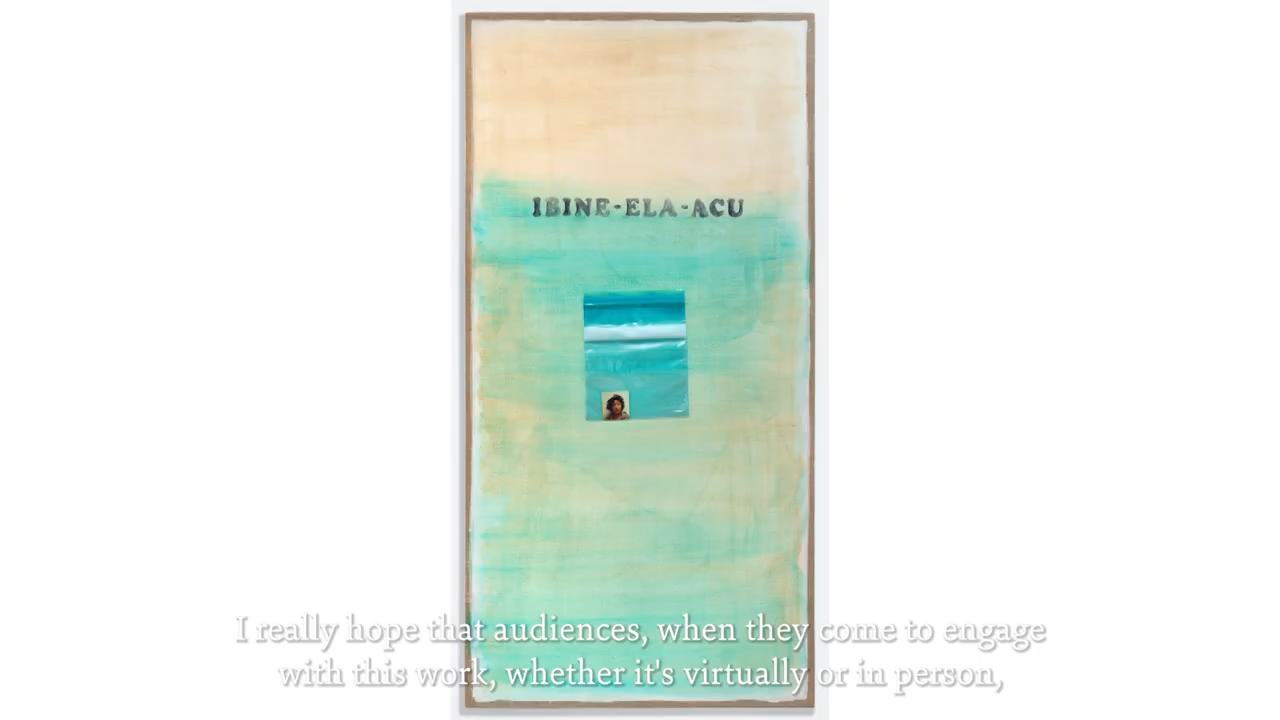 IBINE-ELA-ACU
I really hope that audiences, when they come to engage
with this work, whether it's virtually or in person,